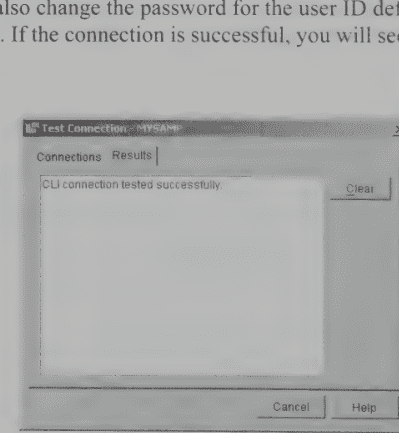 also change the password for the user ID def
. If the connection is successful, you will see
Test Connection - MYSAMP
Connections Results
CLI connection tested successfully.
Clear
Cancel Help